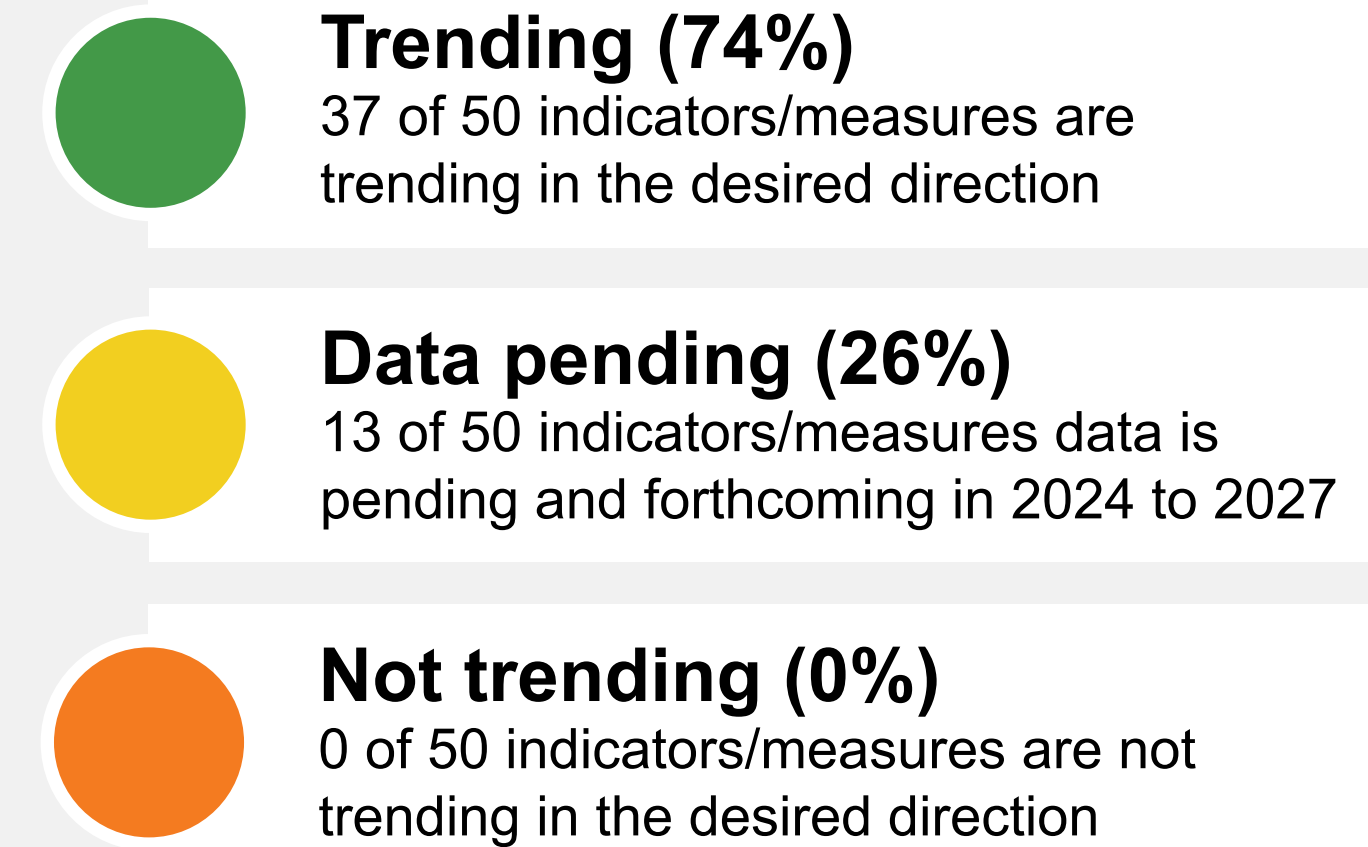 Trending (74%)
37 of 50 indicators/measures are
trending in the desired direction
Data pending (26%)
13 of 50 indicators/measures data is
pending and forthcoming in 2024 to 2027
Not trending (0%)
0 of 50 indicators/measures are not
trending in the desired direction